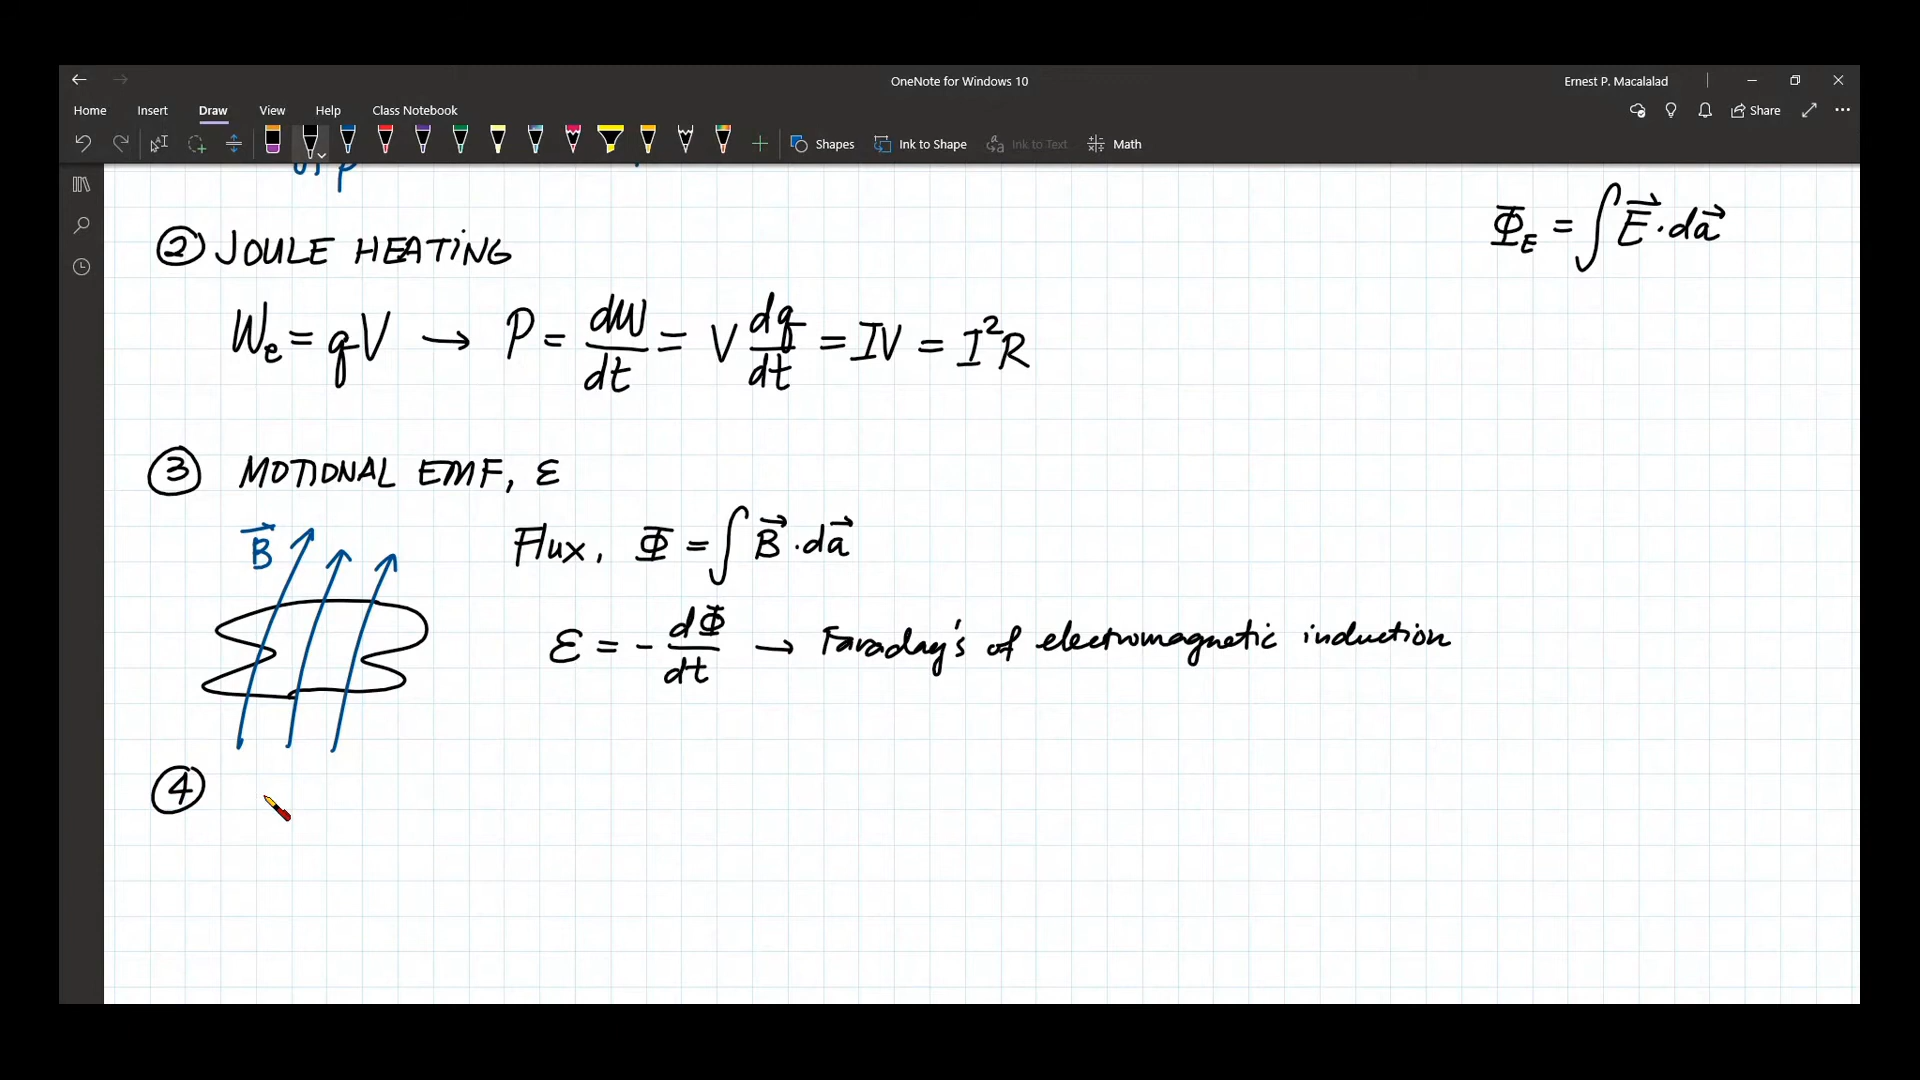 OneNote for Windows 10
Ernest P. Macalalad
Home Insert Draw View Help Class Notebook
Share
Shapes Ink to Shape Ink to Text Math
Φ_E = ∫ E⃗ · da⃗
② JOULE HEATING
W_e = qV → P = dW/dt = V dq/dt = IV = I²R
③ MOTIONAL EMF, ε
B⃗
Flux, Φ = ∫ B⃗ · da⃗
ε = - dΦ/dt → Faraday's of electromagnetic induction
④